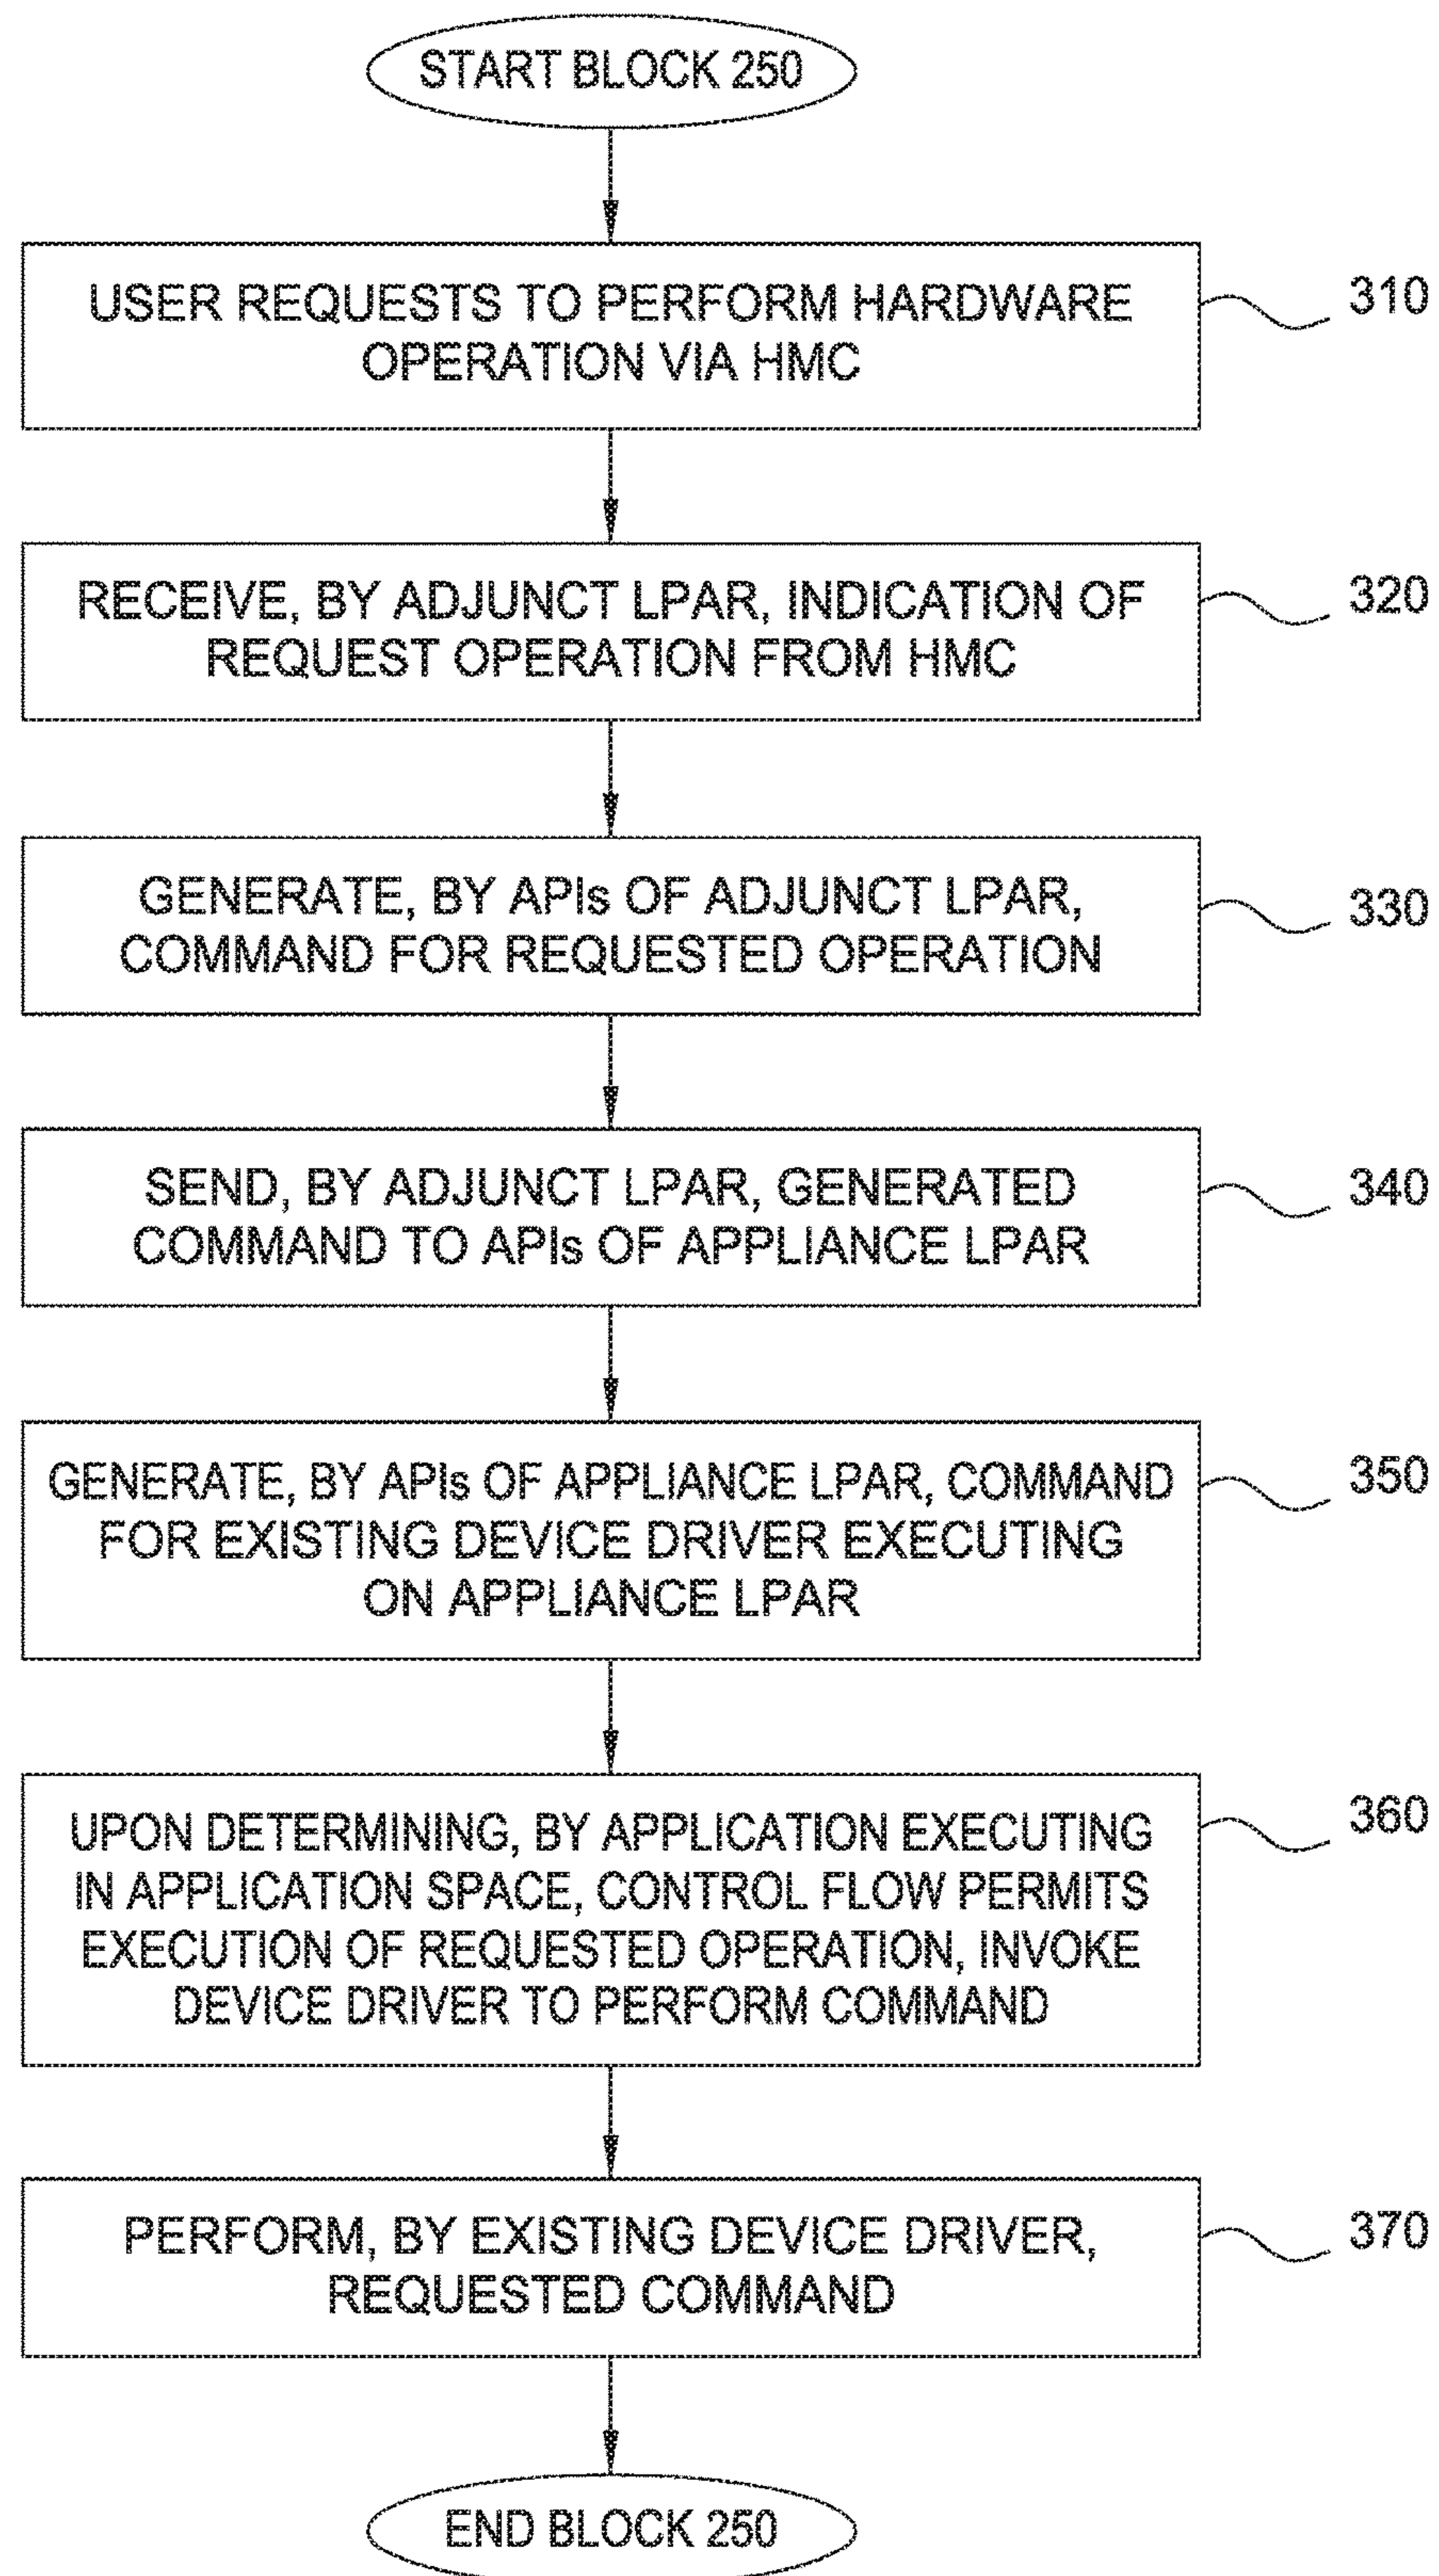 START BLOCK 250
USER REQUESTS TO PERFORM HARDWARE
OPERATION VIA HMC
310
RECEIVE, BY ADJUNCT LPAR, INDICATION OF
REQUEST OPERATION FROM HMC
320
GENERATE, BY APIs OF ADJUNCT LPAR,
COMMAND FOR REQUESTED OPERATION
330
SEND, BY ADJUNCT LPAR, GENERATED
COMMAND TO APIs OF APPLIANCE LPAR
340
GENERATE, BY APIs OF APPLIANCE LPAR, COMMAND
FOR EXISTING DEVICE DRIVER EXECUTING
ON APPLIANCE LPAR
350
UPON DETERMINING, BY APPLICATION EXECUTING
IN APPLICATION SPACE, CONTROL FLOW PERMITS
EXECUTION OF REQUESTED OPERATION, INVOKE
DEVICE DRIVER TO PERFORM COMMAND
360
PERFORM, BY EXISTING DEVICE DRIVER,
REQUESTED COMMAND
370
END BLOCK 250